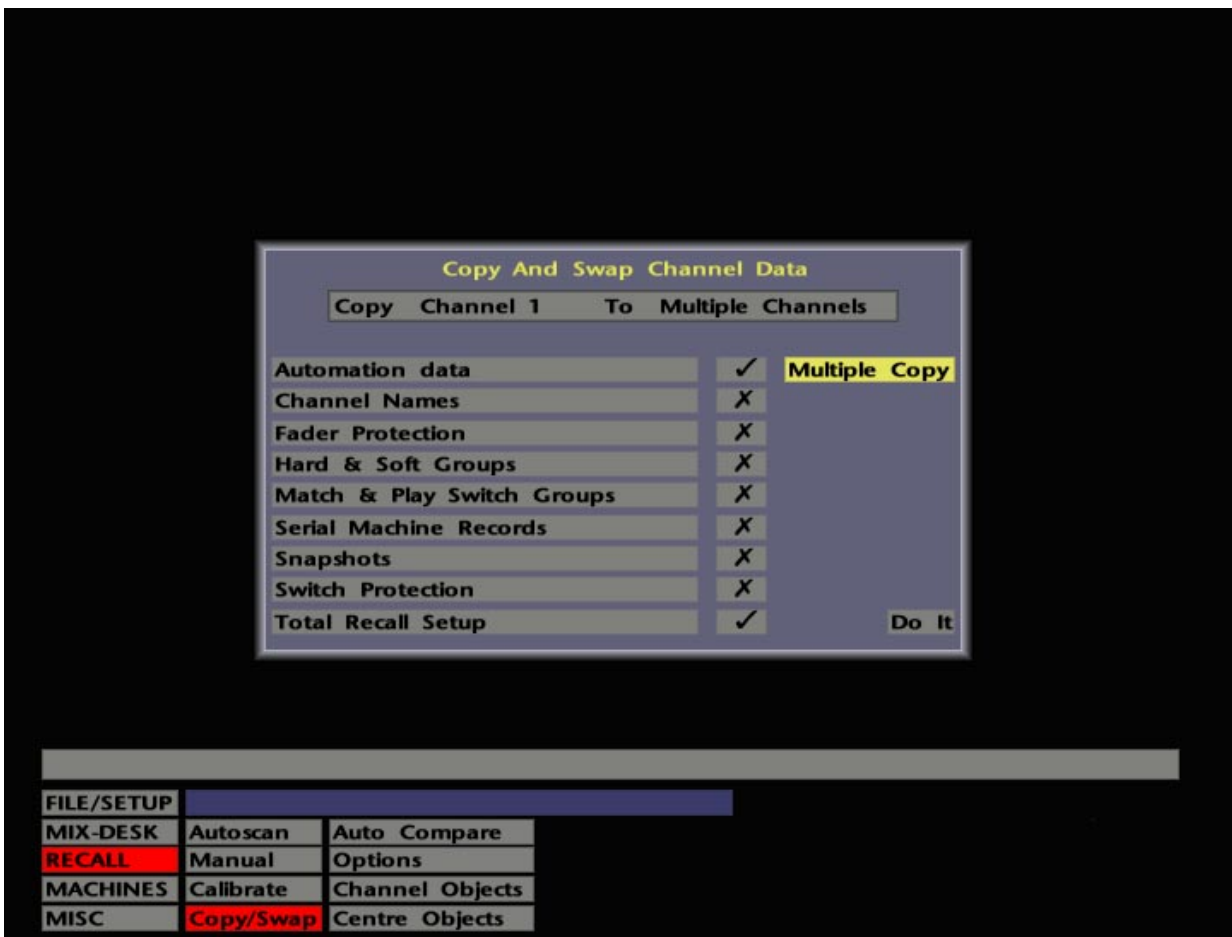 Copy And Swap Channel Data
Copy Channel 1 To Multiple Channels
Automation data ✓ Multiple Copy
Channel Names ✗
Fader Protection ✗
Hard & Soft Groups ✗
Match & Play Switch Groups ✗
Serial Machine Records ✗
Snapshots ✗
Switch Protection ✗
Total Recall Setup ✓ Do It
FILE/SETUP
MIX-DESK Autoscan Auto Compare
RECALL Manual Options
MACHINES Calibrate Channel Objects
MISC Copy/Swap Centre Objects